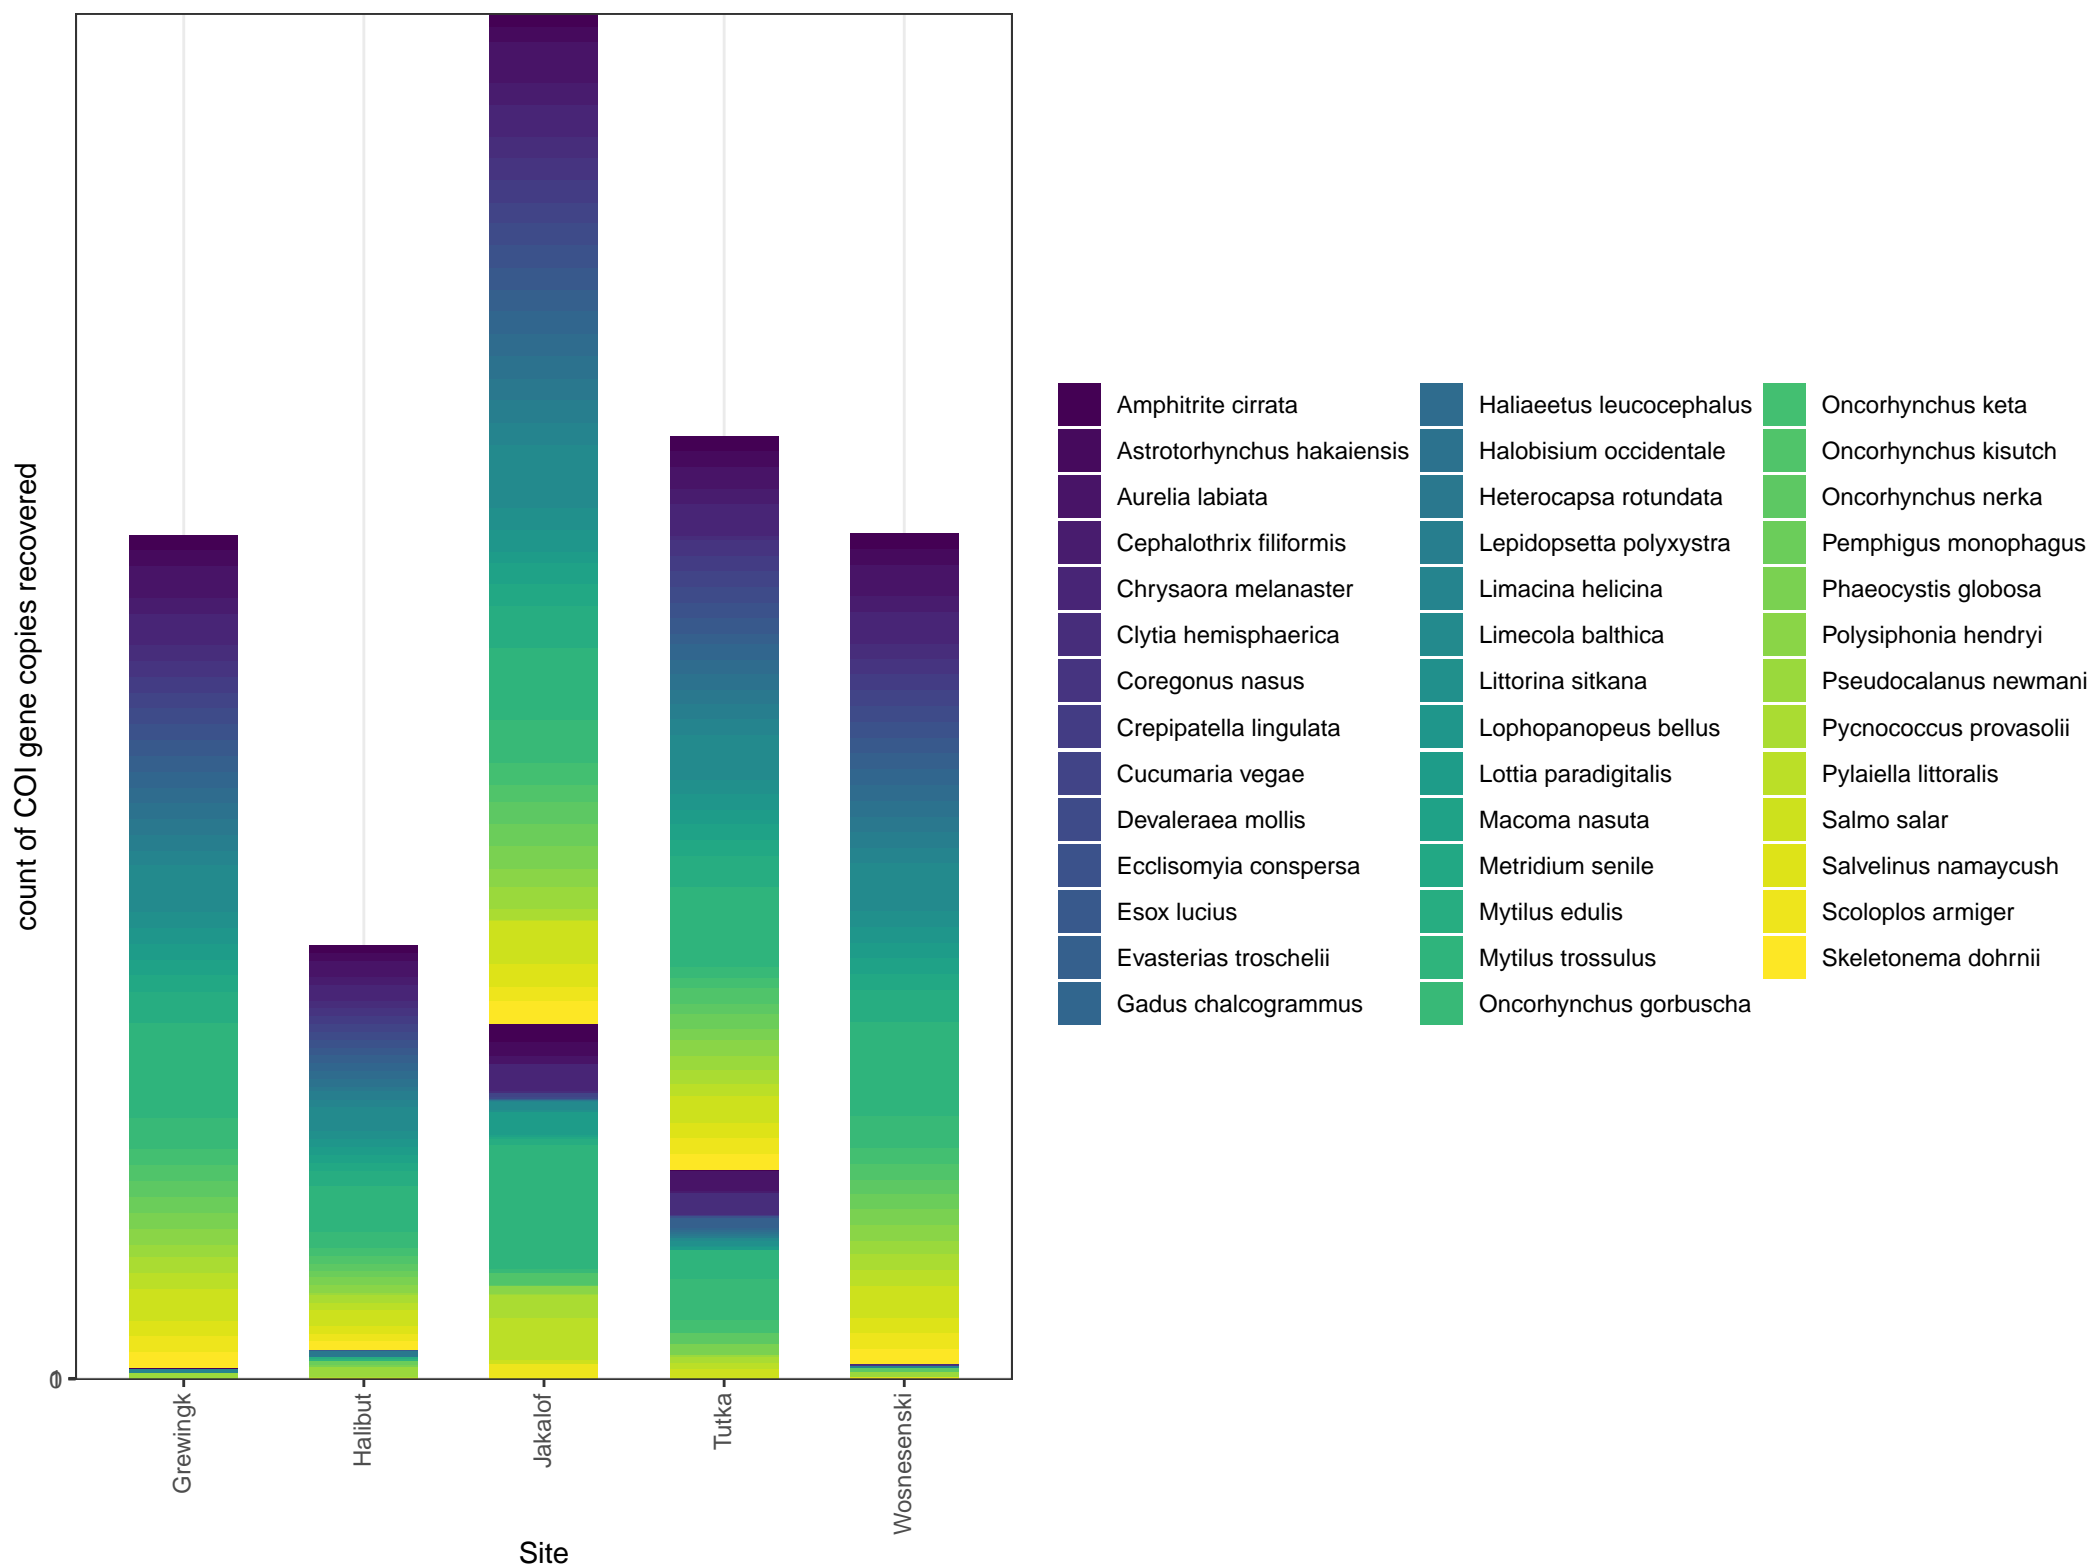 count of COI gene copies recovered
0
Grewingk
Halibut
Jakalof
Tutka
Wosnesenski
Site
Amphitrite cirrata
Astrotorhynchus hakaiensis
Aurelia labiata
Cephalothrix filiformis
Chrysaora melanaster
Clytia hemisphaerica
Coregonus nasus
Crepipatella lingulata
Cucumaria vegae
Devaleraea mollis
Ecclisomyia conspersa
Esox lucius
Evasterias troschelii
Gadus chalcogrammus
Haliaeetus leucocephalus
Halobisium occidentale
Heterocapsa rotundata
Lepidopsetta polyxystra
Limacina helicina
Limecola balthica
Littorina sitkana
Lophopanopeus bellus
Lottia paradigitalis
Macoma nasuta
Metridium senile
Mytilus edulis
Mytilus trossulus
Oncorhynchus gorbuscha
Oncorhynchus keta
Oncorhynchus kisutch
Oncorhynchus nerka
Pemphigus monophagus
Phaeocystis globosa
Polysiphonia hendryi
Pseudocalanus newmani
Pycnococcus provasolii
Pylaiella littoralis
Salmo salar
Salvelinus namaycush
Scoloplos armiger
Skeletonema dohrnii